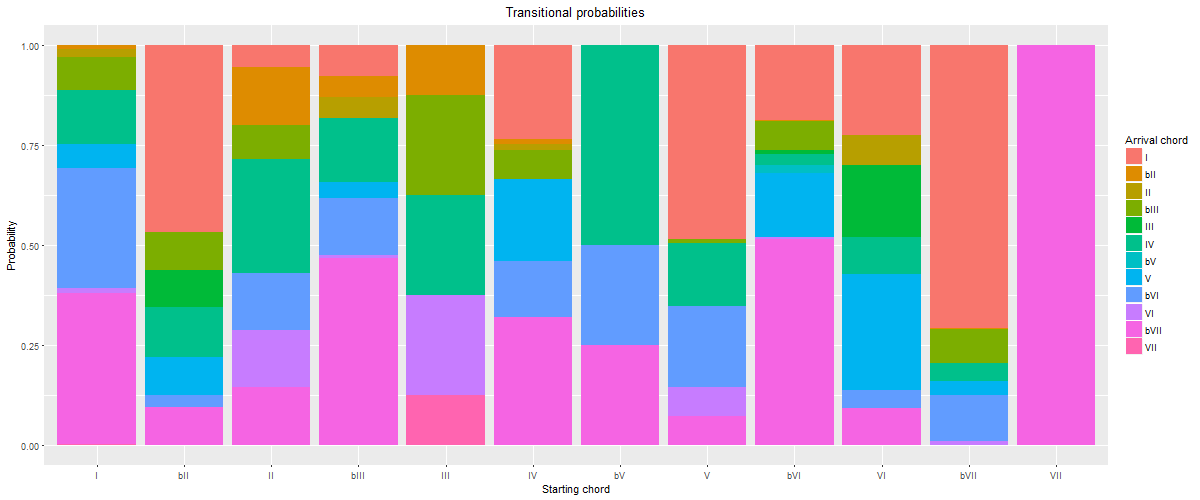 Transitional probabilities
Probability
1.00
0.75
0.50
0.25
0.00
I bII II bIII III IV bV V bVI VI bVII VII
Starting chord
Arrival chord
I
bII
II
bIII
III
IV
bV
V
bVI
VI
bVII
VII